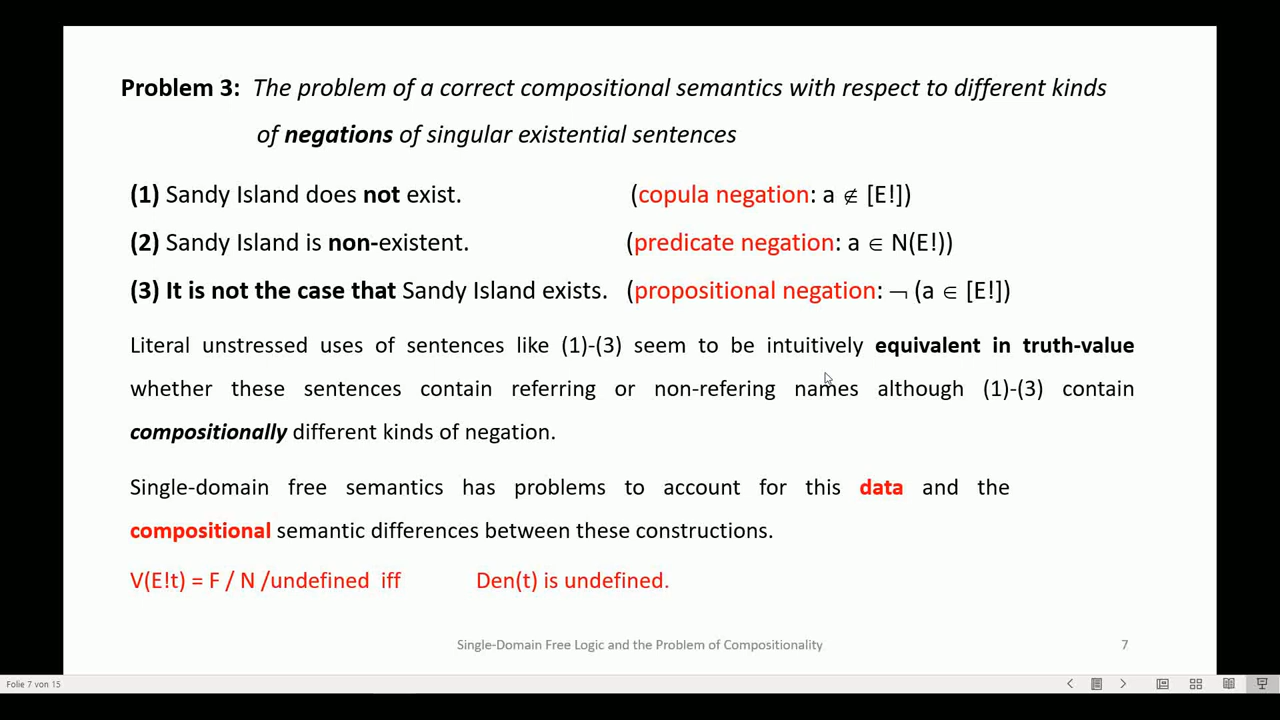 Problem 3: The problem of a correct compositional semantics with respect to different kinds
of negations of singular existential sentences
(1) Sandy Island does not exist. (copula negation: a ∉ [E!])
(2) Sandy Island is non-existent. (predicate negation: a ∈ N(E!))
(3) It is not the case that Sandy Island exists. (propositional negation: ¬ (a ∈ [E!])
Literal unstressed uses of sentences like (1)-(3) seem to be intuitively equivalent in truth-value
whether these sentences contain referring or non-refering names although (1)-(3) contain
compositionally different kinds of negation.
Single-domain free semantics has problems to account for this data and the
compositional semantic differences between these constructions.
V(E!t) = F / N /undefined iff Den(t) is undefined.
Single-Domain Free Logic and the Problem of Compositionality 7
Folie 7 von 15